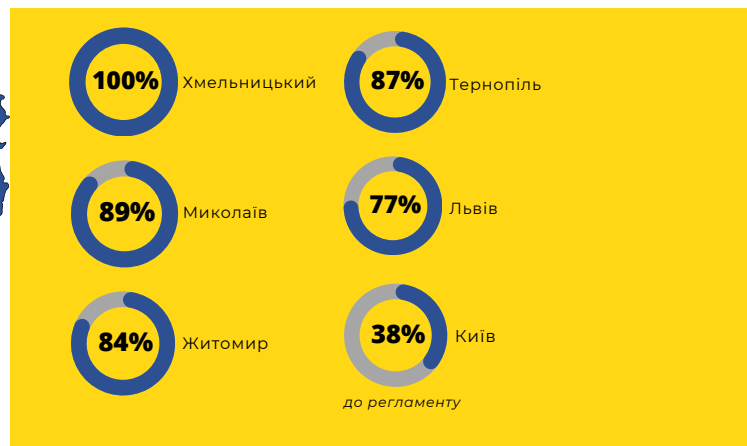 100% Хмельницький
87% Тернопіль
89% Миколаїв
77% Львів
84% Житомир
38% Київ
до регламенту